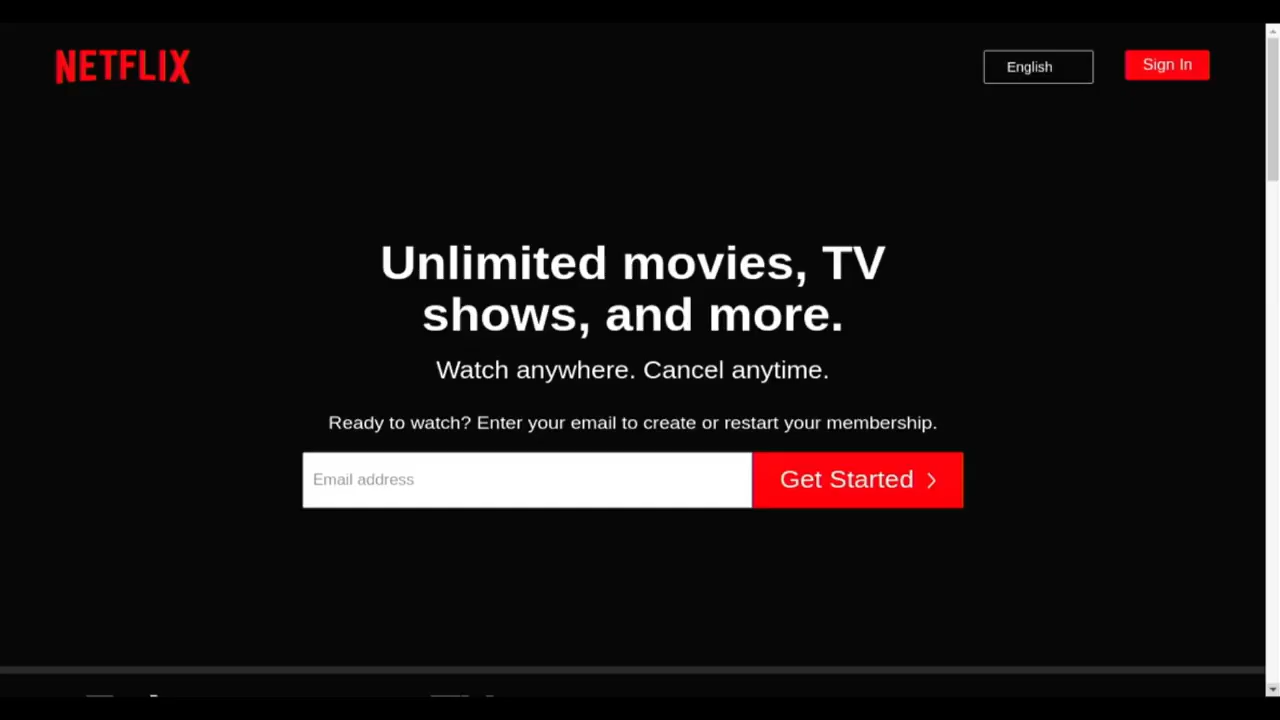 NETFLIX
English
Sign In
Unlimited movies, TV
shows, and more.
Watch anywhere. Cancel anytime.
Ready to watch? Enter your email to create or restart your membership.
Email address
Get Started